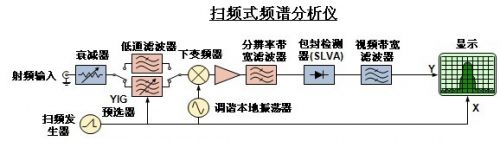 扫频式频谱分析仪
衰减器
低通滤波器
下变频器
分辨率带
宽滤波器
包封检测
器(SLVA)
视频带宽
滤波器
显示
射频输入
YIG
预选器
调谐本地振荡器
扫频发
生器
Y
X